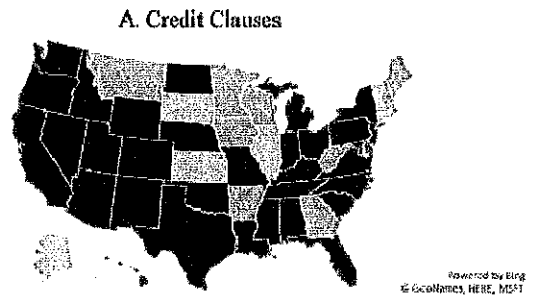 A. Credit Clauses
Powered by Bing
© GeoNames, HERE, MSFT